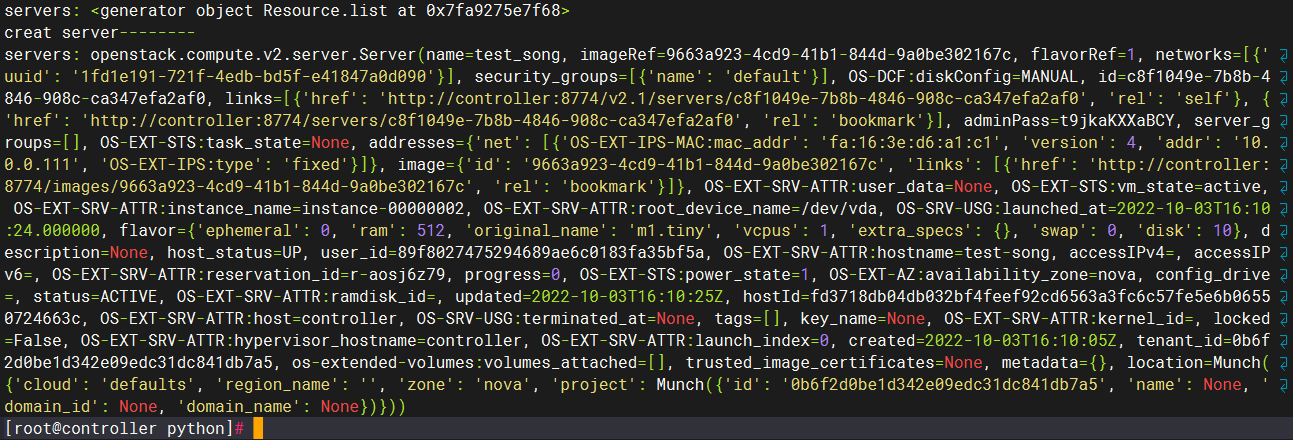 servers: <generator object Resource.list at 0x7fa9275e7f68>
creat server--------
servers: openstack.compute.v2.server.Server(name=test_song, imageRef=9663a923-4cd9-41b1-844d-9a0be302167c, flavorRef=1, networks=[{'
uuid': '1fd1e191-721f-4edb-bd5f-e41847a0d090'}], security_groups=[{'name': 'default'}], OS-DCF:diskConfig=MANUAL, id=c8f1049e-7b8b-4
846-908c-ca347efa2af0, links=[{'href': 'http://controller:8774/v2.1/servers/c8f1049e-7b8b-4846-908c-ca347efa2af0', 'rel': 'self'}, {
'href': 'http://controller:8774/servers/c8f1049e-7b8b-4846-908c-ca347efa2af0', 'rel': 'bookmark'}], adminPass=t9jkaKXXaBCY, server_g
roups=[], OS-EXT-STS:task_state=None, addresses={'net': [{'OS-EXT-IPS-MAC:mac_addr': 'fa:16:3e:d6:a1:c1', 'version': 4, 'addr': '10.
0.0.111', 'OS-EXT-IPS:type': 'fixed'}]}, image={'id': '9663a923-4cd9-41b1-844d-9a0be302167c', 'links': [{'href': 'http://controller:
8774/images/9663a923-4cd9-41b1-844d-9a0be302167c', 'rel': 'bookmark'}]}, OS-EXT-SRV-ATTR:user_data=None, OS-EXT-STS:vm_state=active,
 OS-EXT-SRV-ATTR:instance_name=instance-00000002, OS-EXT-SRV-ATTR:root_device_name=/dev/vda, OS-SRV-USG:launched_at=2022-10-03T16:10
:24.000000, flavor={'ephemeral': 0, 'ram': 512, 'original_name': 'm1.tiny', 'vcpus': 1, 'extra_specs': {}, 'swap': 0, 'disk': 10}, d
escription=None, host_status=UP, user_id=89f8027475294689ae6c0183fa35bf5a, OS-EXT-SRV-ATTR:hostname=test-song, accessIPv4=, accessIP
v6=, OS-EXT-SRV-ATTR:reservation_id=r-aosj6z79, progress=0, OS-EXT-STS:power_state=1, OS-EXT-AZ:availability_zone=nova, config_drive
=, status=ACTIVE, OS-EXT-SRV-ATTR:ramdisk_id=, updated=2022-10-03T16:10:25Z, hostId=fd3718db04db032bf4feef92cd6563a3fc6c57fe5e6b0655
0724663c, OS-EXT-SRV-ATTR:host=controller, OS-SRV-USG:terminated_at=None, tags=[], key_name=None, OS-EXT-SRV-ATTR:kernel_id=, locked
=False, OS-EXT-SRV-ATTR:hypervisor_hostname=controller, OS-EXT-SRV-ATTR:launch_index=0, created=2022-10-03T16:10:05Z, tenant_id=0b6f
2d0be1d342e09edc31dc841db7a5, os-extended-volumes:volumes_attached=[], trusted_image_certificates=None, metadata={}, location=Munch(
{'cloud': 'defaults', 'region_name': '', 'zone': 'nova', 'project': Munch({'id': '0b6f2d0be1d342e09edc31dc841db7a5', 'name': None, '
domain_id': None, 'domain_name': None})}))
[root@controller python]#